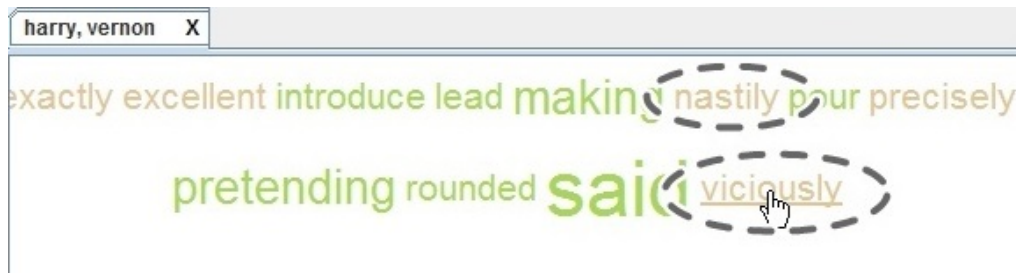 harry, vernon X
exactly excellent introduce lead making nastily pour precisely
pretending rounded said viciously